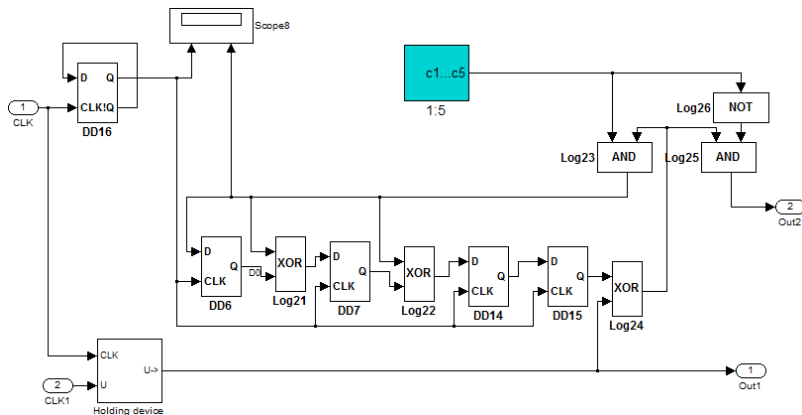 Scope8
c1...c5
1:5
D Q
CLK !Q
DD16
1
CLK
Log26
NOT
Log23
AND
Log25
AND
2
Out2
D
Q
CLK
DD6
D0
XOR
Log21
D
Q
CLK
DD7
XOR
Log22
D
Q
CLK
DD14
D
Q
CLK
DD15
XOR
Log24
CLK
U->
U
Holding device
2
CLK1
1
Out1